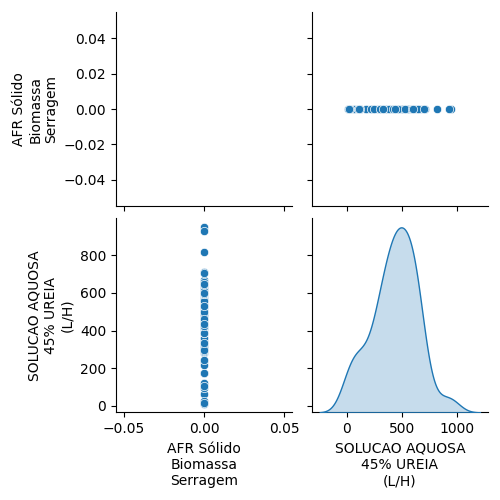 0.04
0.02
0.00
−0.02
−0.04
AFR Sólido
Biomassa
Serragem
800
600
400
200
0
SOLUCAO AQUOSA
45% UREIA
(L/H)
−0.05 0.00 0.05
AFR Sólido
Biomassa
Serragem
0 500 1000
SOLUCAO AQUOSA
45% UREIA
(L/H)